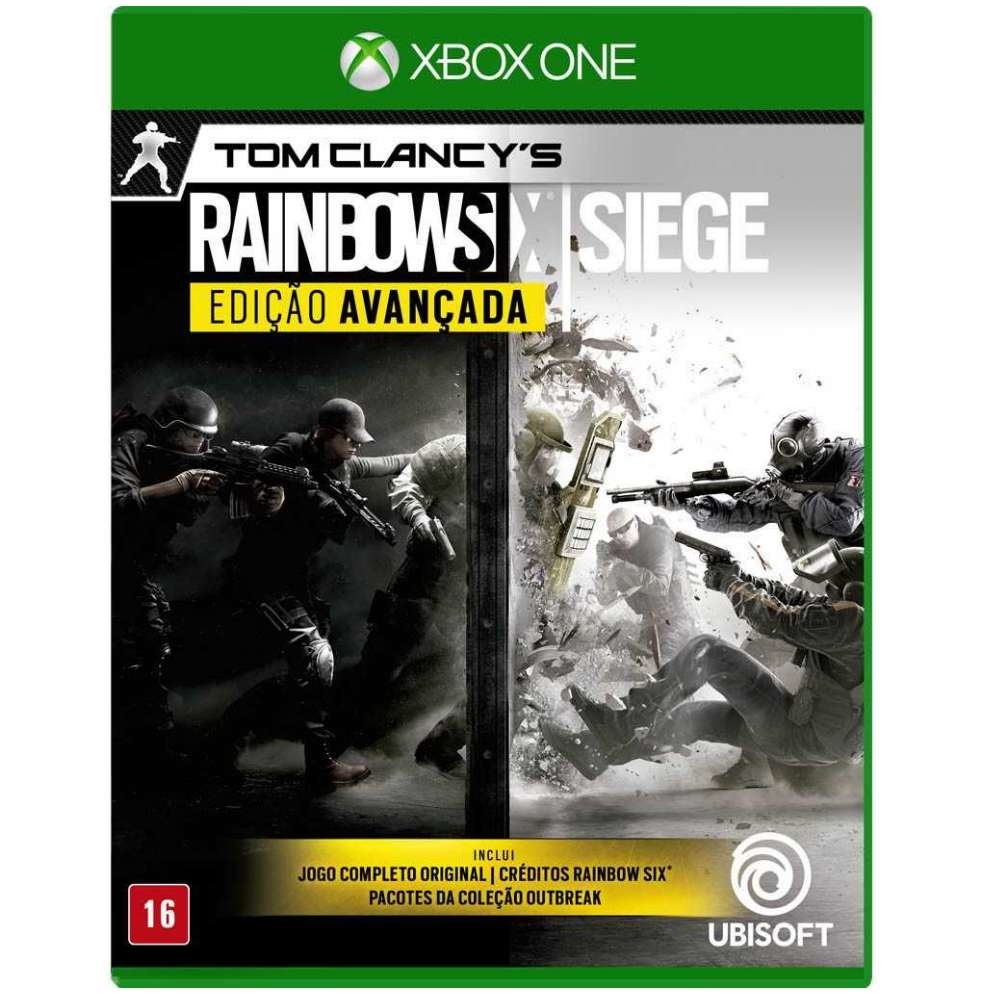 XBOX ONE
TOM CLANCY'S
RAINBOW SIX | SIEGE
EDIÇÃO AVANÇADA
INCLUI
JOGO COMPLETO ORIGINAL | CRÉDITOS RAINBOW SIX*
PACOTES DA COLEÇÃO OUTBREAK
16
UBISOFT